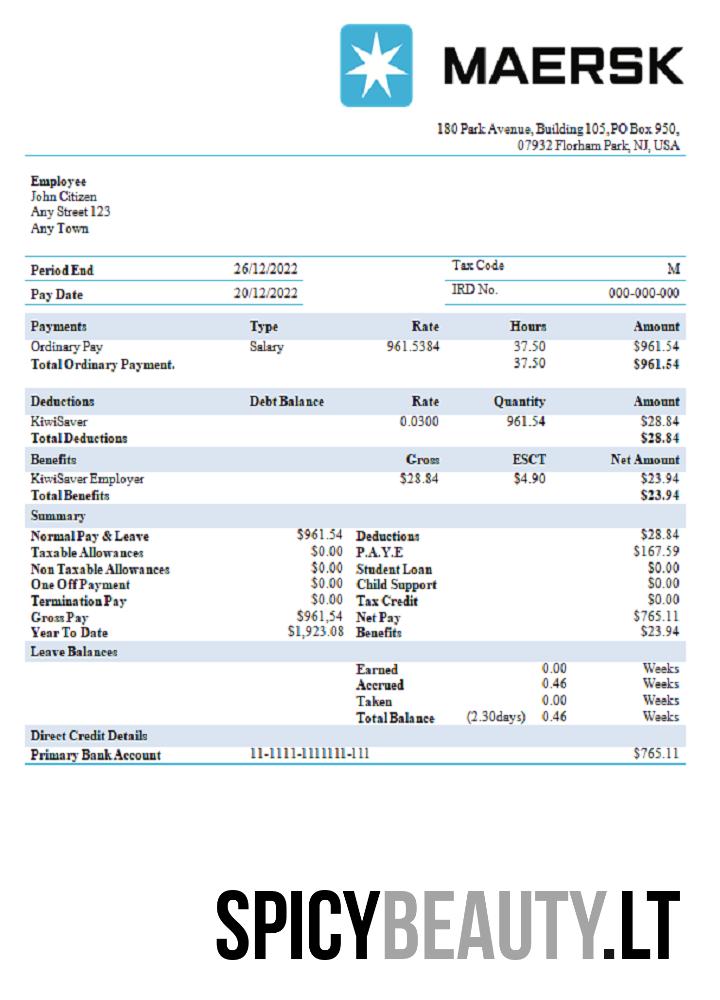 MAERSK
180 Park Avenue, Building 105, PO Box 950,
07932 Florham Park, NJ, USA
Employee
John Citizen
Any Street 123
Any Town
Period End 26/12/2022 Tax Code M
Pay Date 20/12/2022 IRD No. 000-000-000
Payments Type Rate Hours Amount
Ordinary Pay Salary 961.5384 37.50 $961.54
Total Ordinary Payment. 37.50 $961.54
Deductions Debt Balance Rate Quantity Amount
KiwiSaver 0.0300 961.54 $28.84
Total Deductions $28.84
Benefits Gross ESCT Net Amount
KiwiSaver Employer $28.84 $4.90 $23.94
Total Benefits $23.94
Summary
Normal Pay & Leave $961.54 Deductions $28.84
Taxable Allowances $0.00 P.A.Y.E $167.59
Non Taxable Allowances $0.00 Student Loan $0.00
One Off Payment $0.00 Child Support $0.00
Termination Pay $0.00 Tax Credit $0.00
Gross Pay $961,54 Net Pay $765.11
Year To Date $1,923.08 Benefits $23.94
Leave Balances
Earned 0.00 Weeks
Accrued 0.46 Weeks
Taken 0.00 Weeks
Total Balance (2.30days) 0.46 Weeks
Direct Credit Details
Primary Bank Account 11-1111-1111111-111 $765.11
SPICYBEAUTY.LT